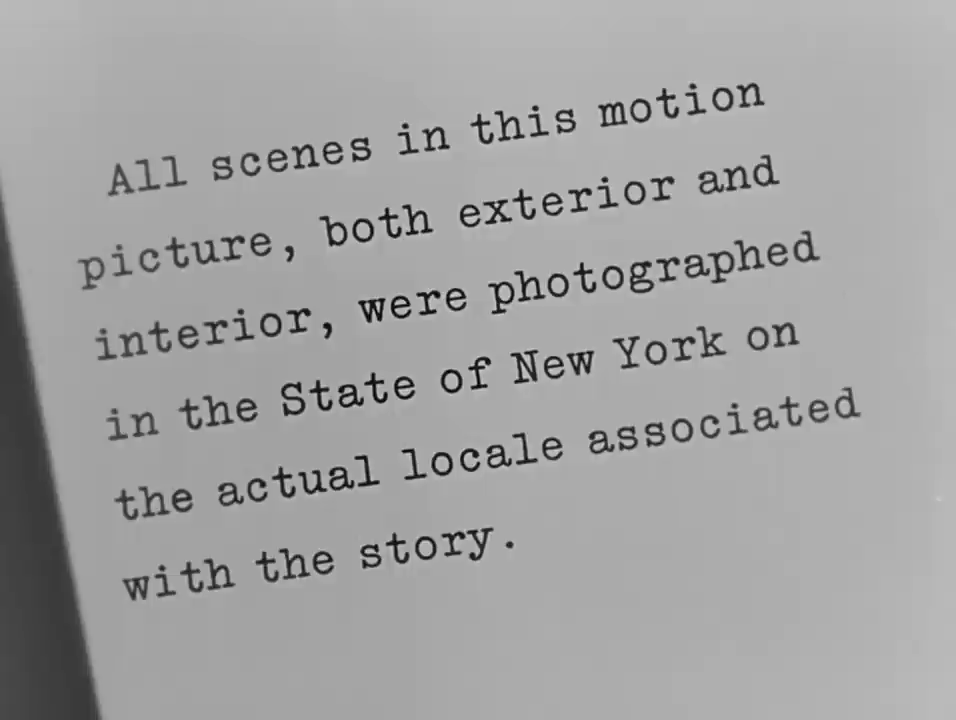 All scenes in this motion
picture, both exterior and
interior, were photographed
in the State of New York on
the actual locale associated
with the story.